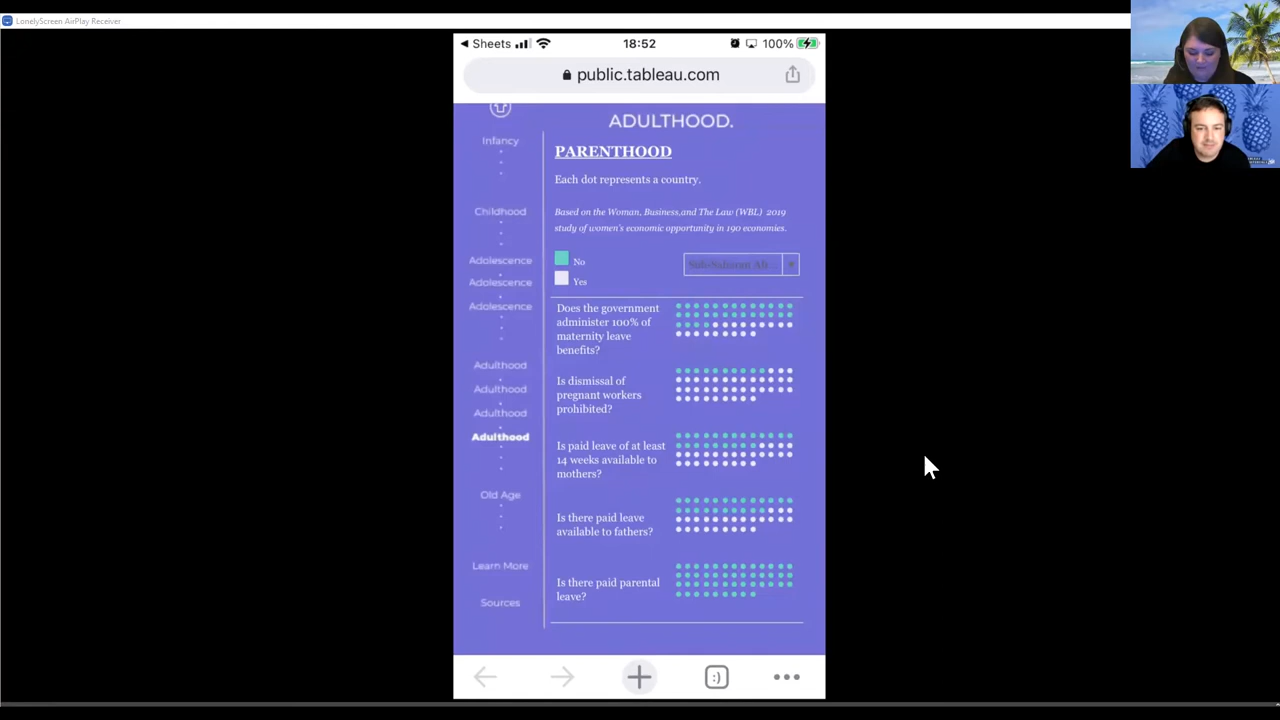 LonelyScreen AirPlay Receiver
Sheets 18:52 100%
public.tableau.com
ADULTHOOD.
PARENTHOOD
Each dot represents a country.
Based on the Woman, Business,and The Law (WBL) 2019
study of women's economic opportunity in 190 economies.
No
Yes
Sub-Saharan Afr
Does the government
administer 100% of
maternity leave
benefits?
Is dismissal of
pregnant workers
prohibited?
Is paid leave of at least
14 weeks available to
mothers?
Is there paid leave
available to fathers?
Is there paid parental
leave?
Infancy
Childhood
Adolescence
Adolescence
Adolescence
Adulthood
Adulthood
Adulthood
Adulthood
Old Age
Learn More
Sources
:)